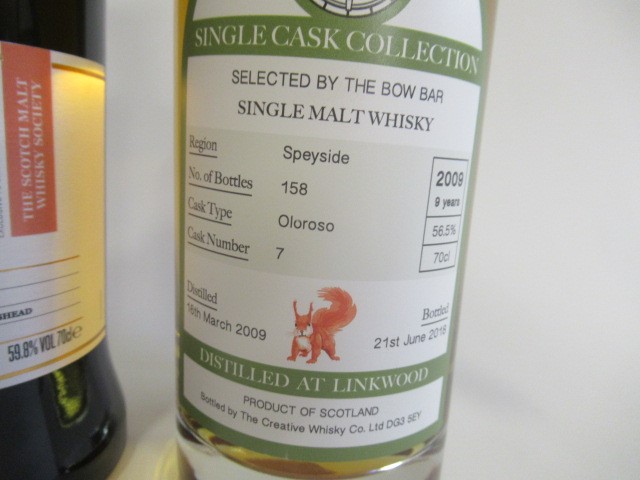 THE SCOTCH MALT
WHISKY SOCIETY
59.8% VOL 70cl e
SINGLE CASK COLLECTION
SELECTED BY THE BOW BAR
SINGLE MALT WHISKY
Region Speyside
No. of Bottles 158
Cask Type Oloroso
Cask Number 7
2009
9 years
56.5%
70cl
Distilled
16th March 2009
Bottled
21st June 2018
DISTILLED AT LINKWOOD
PRODUCT OF SCOTLAND
Bottled by The Creative Whisky Co. Ltd DG3 5EY